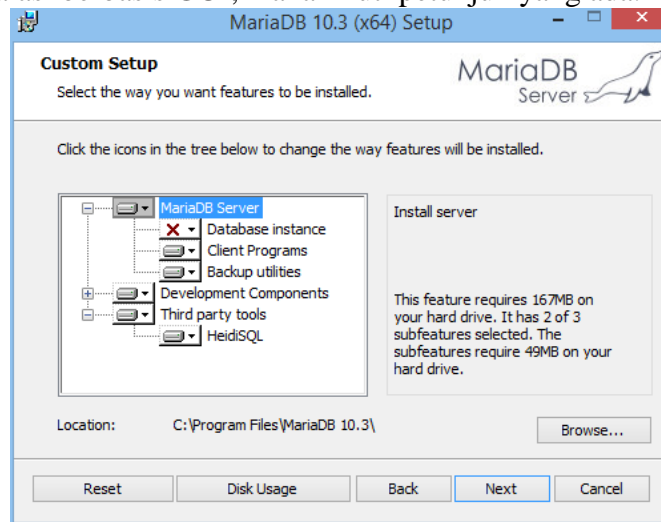 MariaDB 10.3 (x64) Setup
Custom Setup
Select the way you want features to be installed.
MariaDB
Server
Click the icons in the tree below to change the way features will be installed.
MariaDB Server
Database instance
Client Programs
Backup utilities
Development Components
Third party tools
HeidiSQL
Install server
This feature requires 167MB on
your hard drive. It has 2 of 3
subfeatures selected. The
subfeatures require 49MB on your
hard drive.
Location: C:\Program Files\MariaDB 10.3\
Browse...
Reset Disk Usage Back Next Cancel